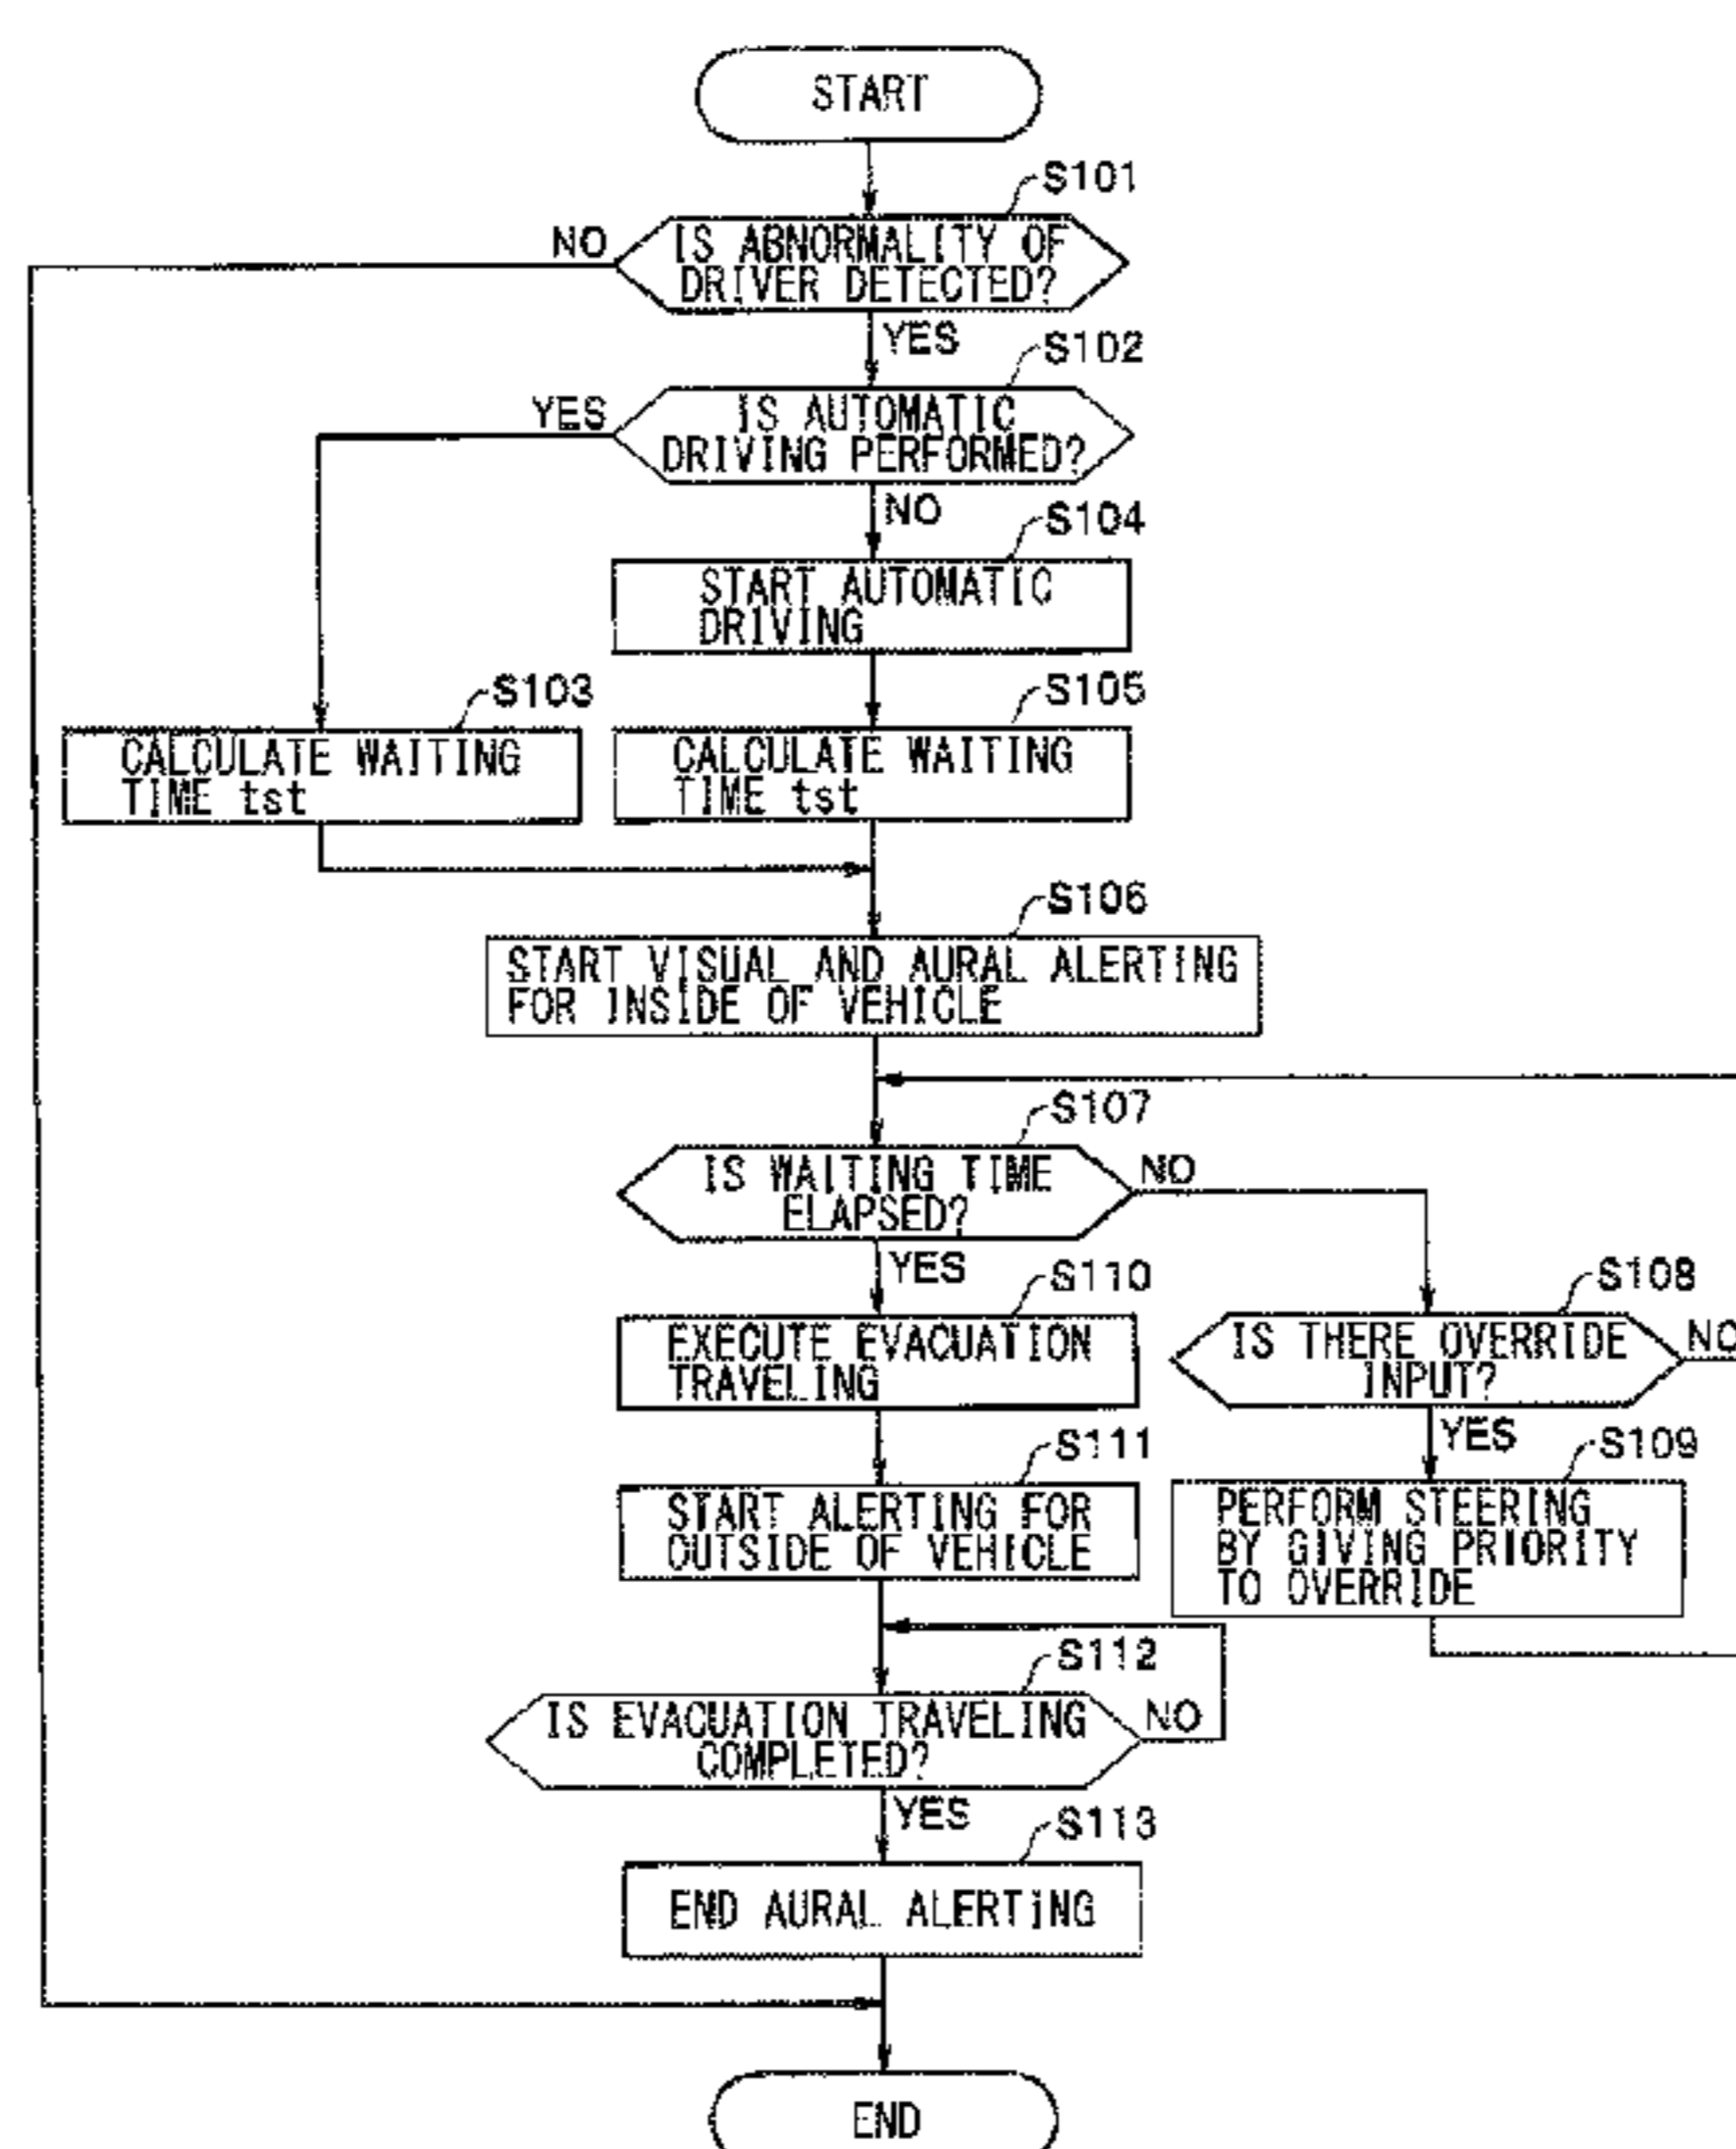 START
S101
IS ABNORMALITY OF
DRIVER DETECTED?
NO
YES
S102
IS AUTOMATIC
DRIVING PERFORMED?
YES
NO
S104
START AUTOMATIC
DRIVING
S103
CALCULATE WAITING
TIME tst
S105
CALCULATE WAITING
TIME tst
S106
START VISUAL AND AURAL ALERTING
FOR INSIDE OF VEHICLE
S107
IS WAITING TIME
ELAPSED?
NO
YES
S110
EXECUTE EVACUATION
TRAVELING
S108
IS THERE OVERRIDE
INPUT?
NO
YES
S111
START ALERTING FOR
OUTSIDE OF VEHICLE
S109
PERFORM STEERING
BY GIVING PRIORITY
TO OVERRIDE
S112
IS EVACUATION TRAVELING
COMPLETED?
NO
YES
S113
END AURAL ALERTING
END